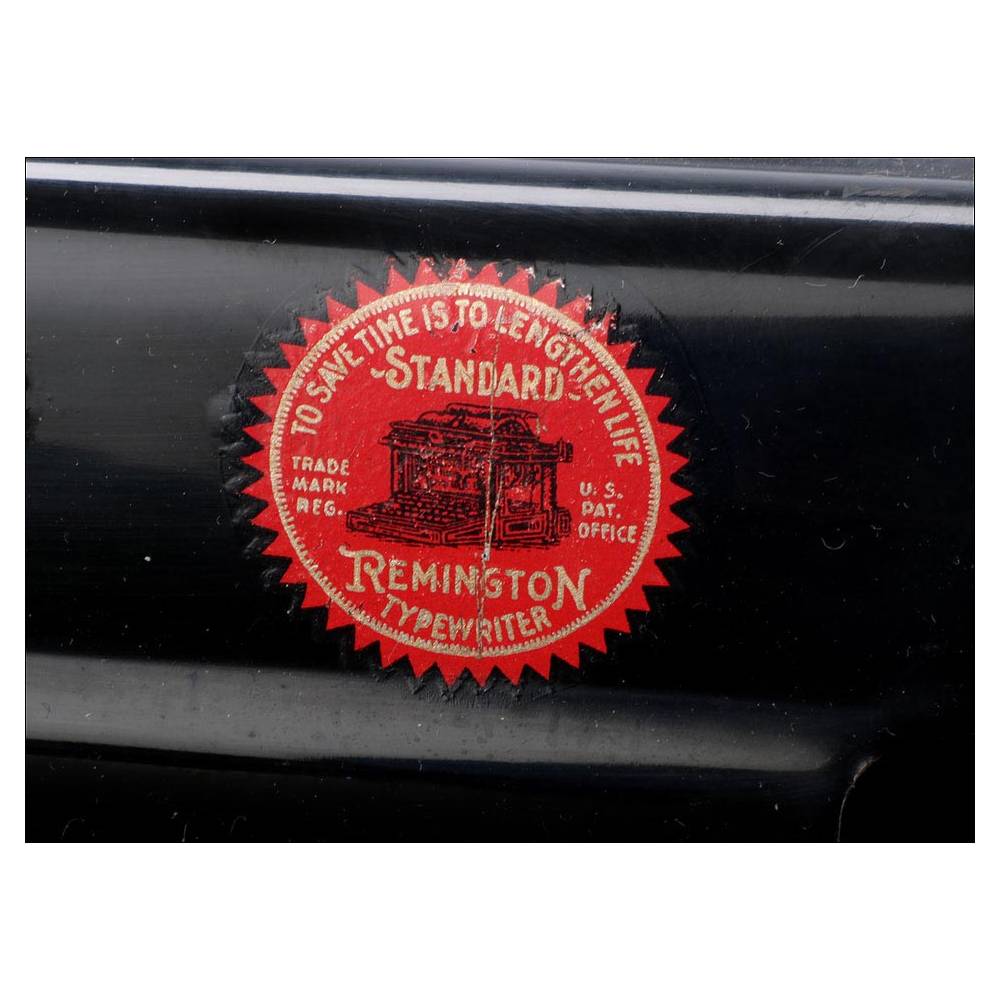 TO SAVE TIME IS TO LENGTHEN LIFE
STANDARD
TRADE
MARK
REG.
U.S.
PAT.
OFFICE
REMINGTON
TYPEWRITER